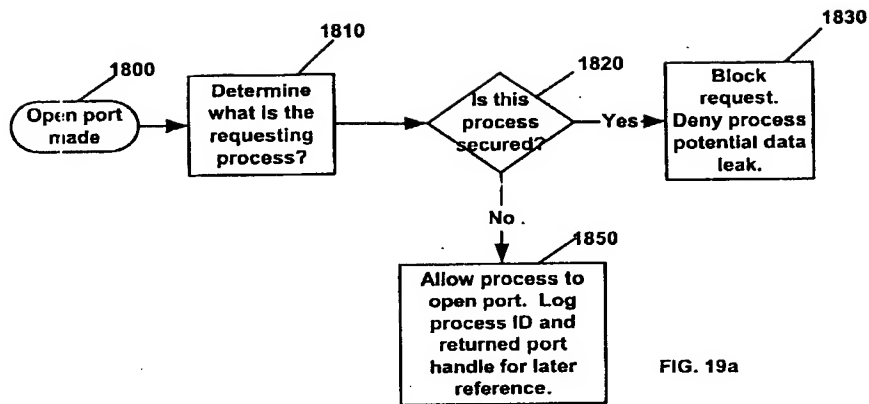 1800
Open port
made
1810
Determine
what is the
requesting
process?
1820
Is this
process
secured?
Yes
1830
Block
request.
Deny process
potential data
leak.
No
1850
Allow process to
open port. Log
process ID and
returned port
handle for later
reference.
FIG. 19a